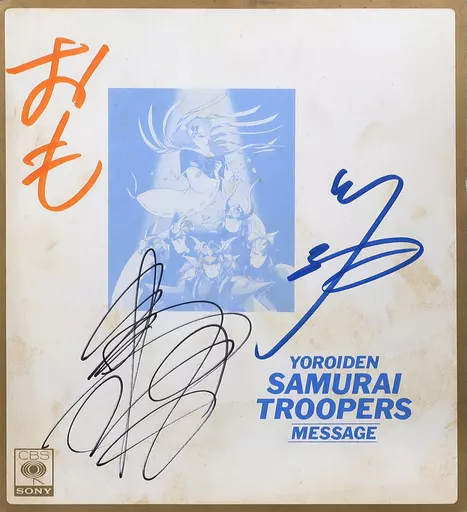 おも
YOROIDEN
SAMURAI
TROOPERS
MESSAGE
CBS
SONY